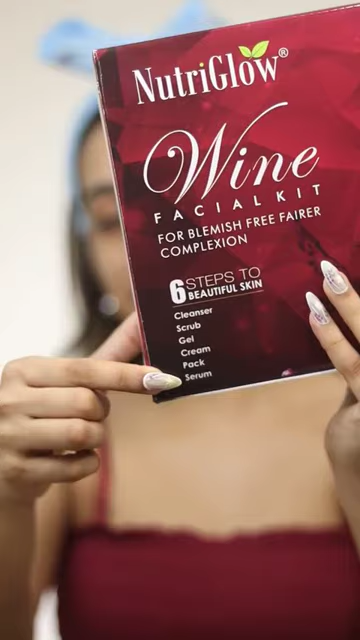 NutriGlow®
Wine
FACIAL KIT
FOR BLEMISH FREE FAIRER
COMPLEXION
6 STEPS TO
BEAUTIFUL SKIN
Cleanser
Scrub
Gel
Cream
Pack
Serum